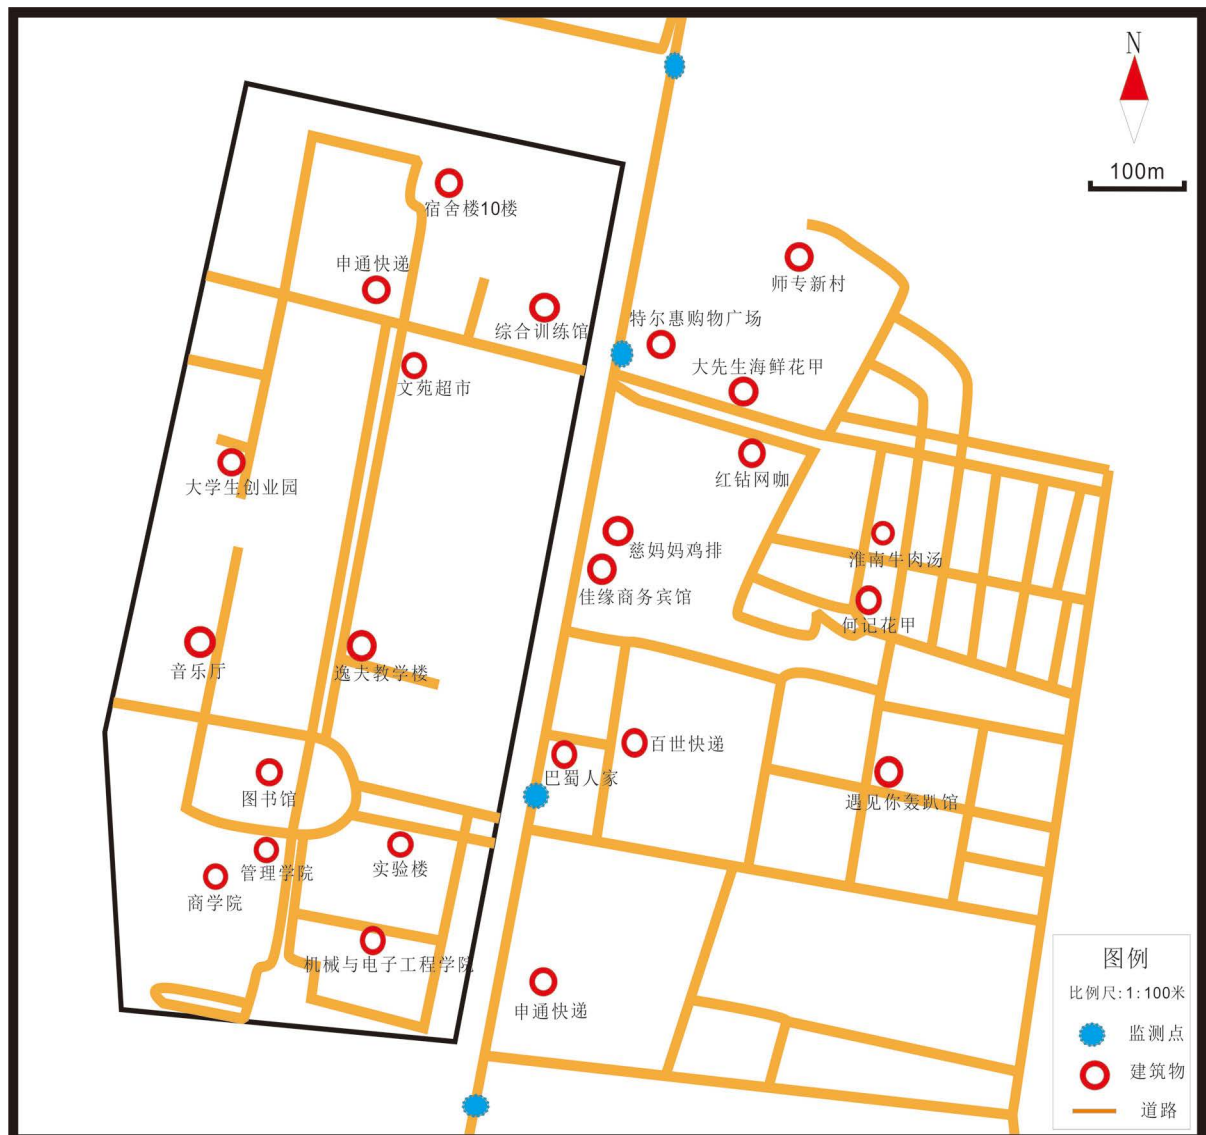 N
100m
宿舍楼10楼
师专新村
申通快递
综合训练馆
特尔惠购物广场
大先生海鲜花甲
文苑超市
红钻网咖
大学生创业园
慈妈妈鸡排
淮南牛肉汤
佳缘商务宾馆
何记花甲
音乐厅
逸夫教学楼
百世快递
巴蜀人家
图书馆
遇见你轰趴馆
管理学院
实验楼
商学院
机械与电子工程学院
申通快递
图例
比例尺:1:100米
监测点
建筑物
道路